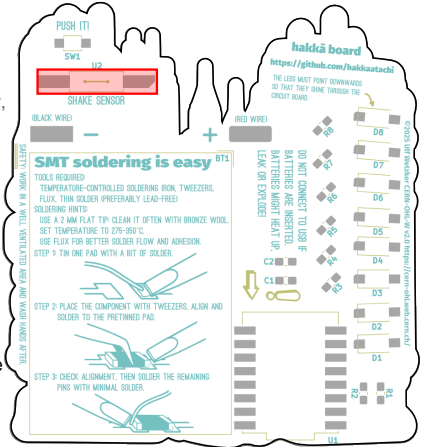 PUSH IT!
SW1
U2
SHAKE SENSOR
(BLACK WIRE)
−
+
(RED WIRE)
hakkā board
https://github.com/hakkaatachi
THE LEDS MUST POINT DOWNWARDS
SO THAT THEY SHINE THROUGH THE
CIRCUIT BOARD.
SMT soldering is easy
BT1
TOOLS REQUIRED:
TEMPERATURE-CONTROLLED SOLDERING IRON, TWEEZERS,
FLUX, THIN SOLDER (PREFERABLY LEAD-FREE)
SOLDERING HINTS:
USE A 2 MM FLAT TIP: CLEAN IT OFTEN WITH BRONZE WOOL.
SET TEMPERATURE TO 275-350°C.
USE FLUX FOR BETTER SOLDER FLOW AND ADHESION.
STEP 1: TIN ONE PAD WITH A BIT OF SOLDER.
STEP 2: PLACE THE COMPONENT WITH TWEEZERS, ALIGN AND
SOLDER TO THE PRETINNED PAD.
STEP 3: CHECK ALIGNMENT, THEN SOLDER THE REMAINING
PINS WITH MINIMAL SOLDER.
SAFETY: WORK IN A WELL VENTILATED AREA AND WASH HANDS AFTER.
DO NOT CONNECT TO USB IF
BATTERIES ARE INSERTED.
BATTERIES MIGHT HEAT UP,
LEAK OR EXPLODE!
C2
C1
R8
R7
R6
R5
R4
R3
D8
D7
D6
D5
D4
D3
D2
D1
R2
R1
U1